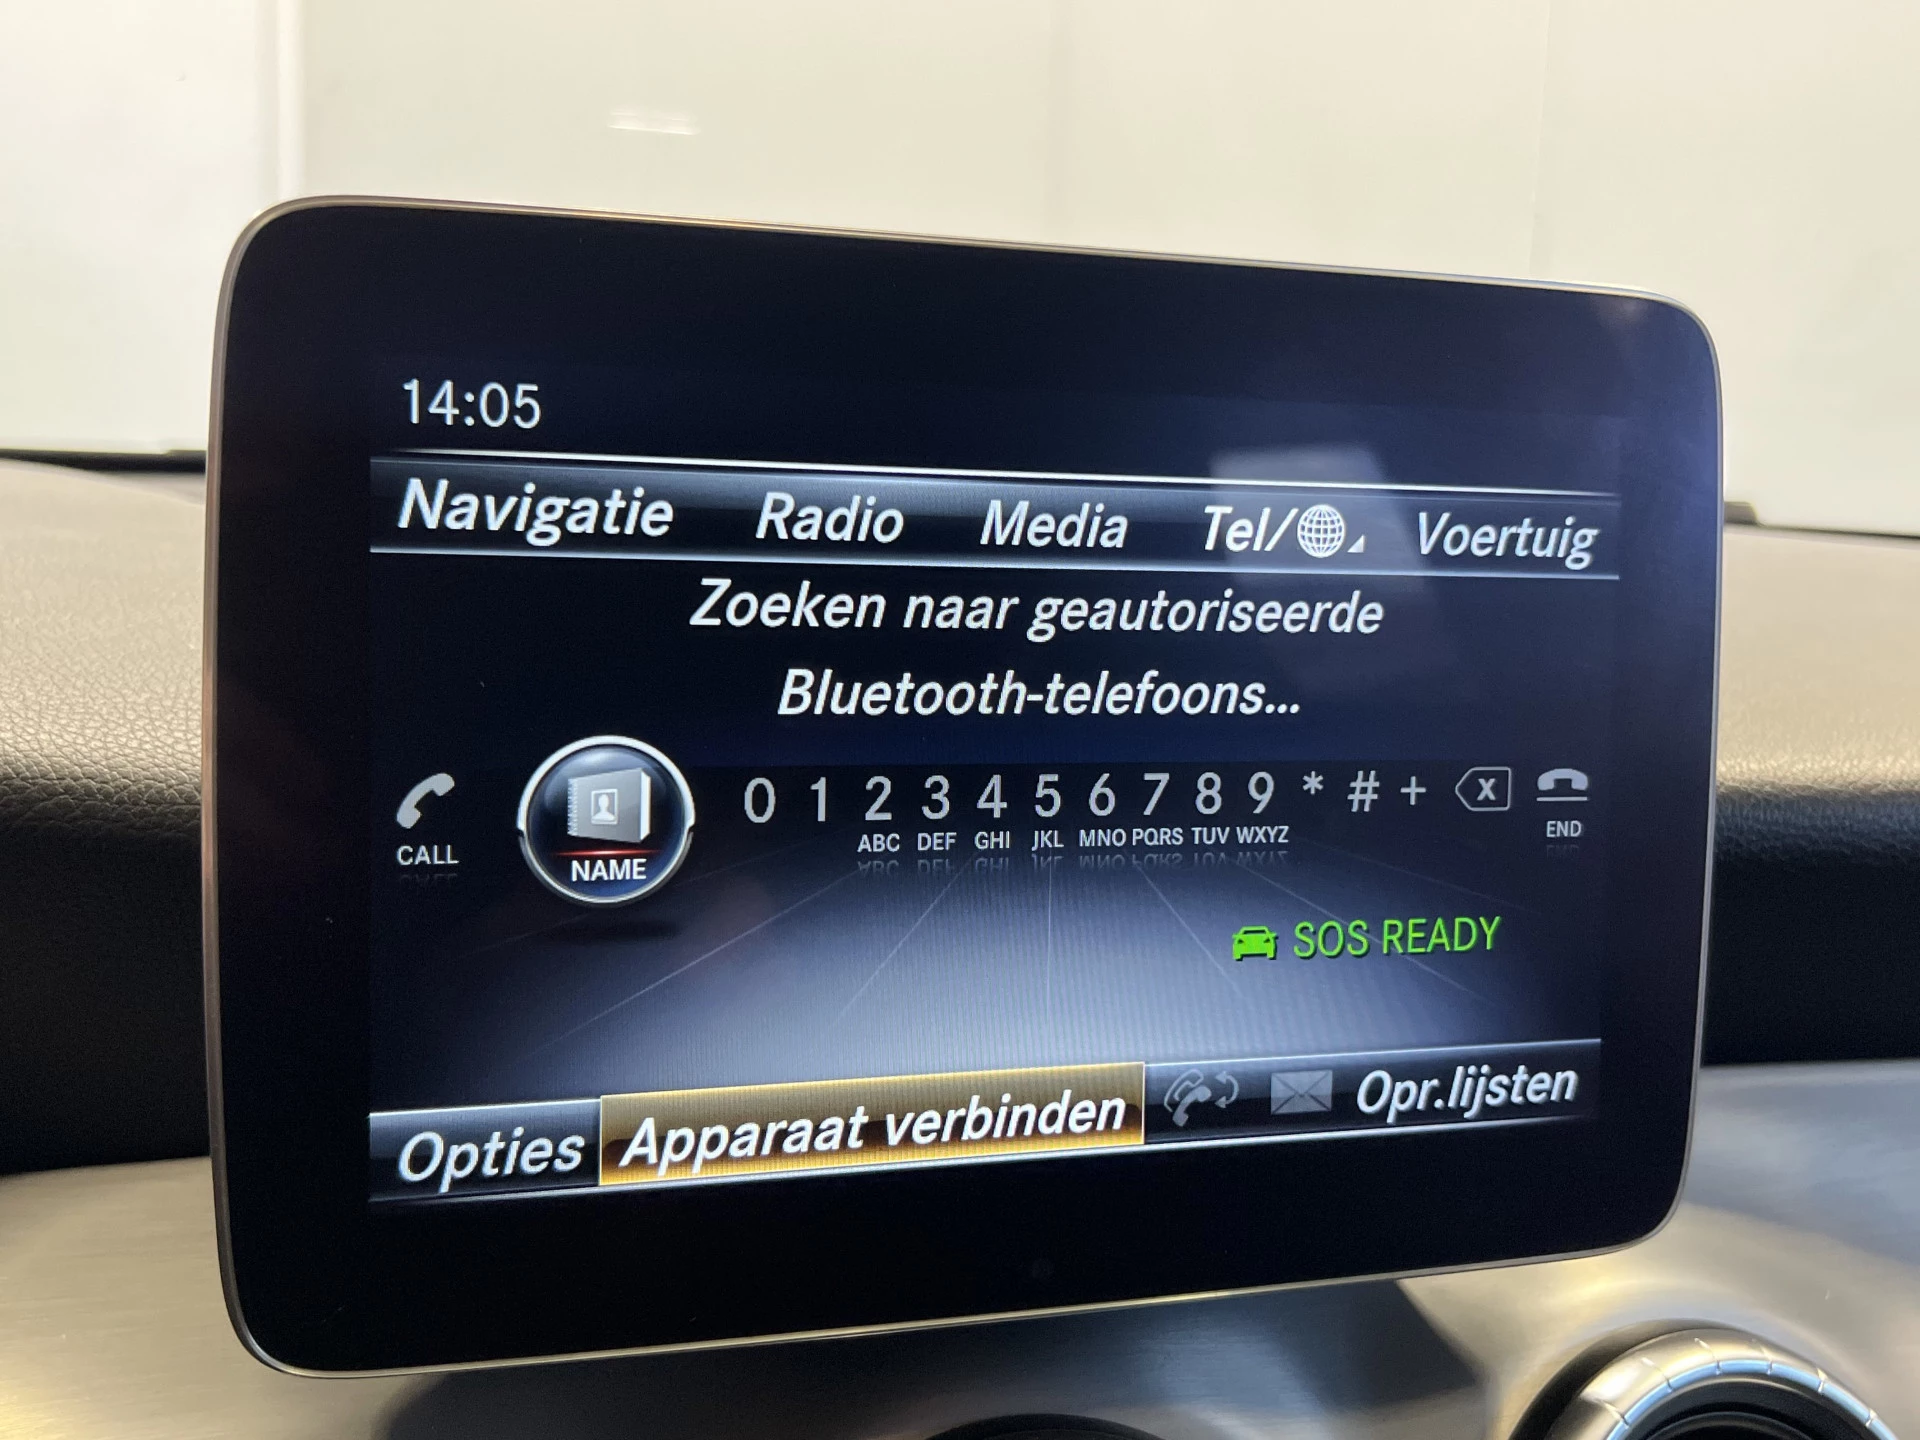 14:05
Navigatie Radio Media Tel/ Voertuig
Zoeken naar geautoriseerde
Bluetooth-telefoons...
0 1 2 3 4 5 6 7 8 9 * # + X
ABC DEF GHI JKL MNO PQRS TUV WXYZ
CALL NAME END
SOS READY
Opties Apparaat verbinden Opr.lijsten